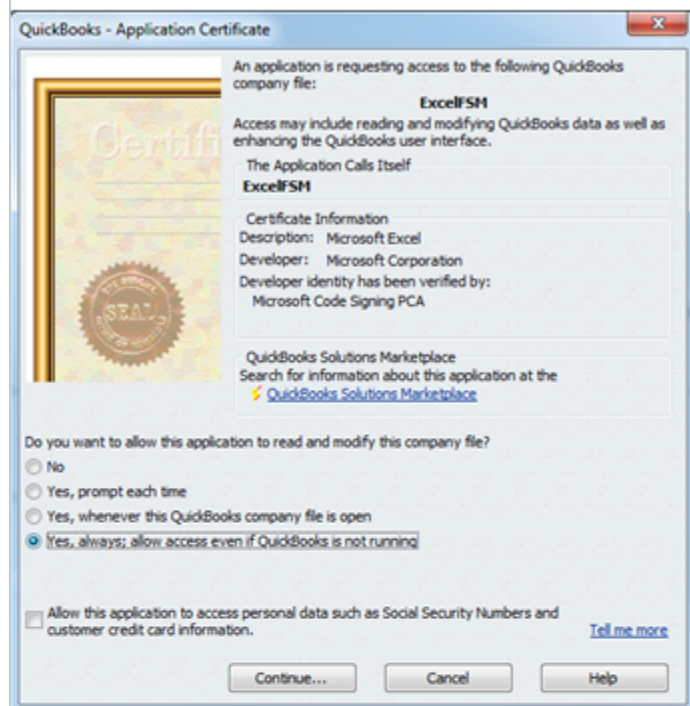 QuickBooks - Application Certificate
An application is requesting access to the following QuickBooks
company file:
ExcelFSM
Access may include reading and modifying QuickBooks data as well as
enhancing the QuickBooks user interface.
The Application Calls Itself
ExcelFSM
Certificate Information
Description: Microsoft Excel
Developer: Microsoft Corporation
Developer identity has been verified by:
Microsoft Code Signing PCA
QuickBooks Solutions Marketplace
Search for information about this application at the
QuickBooks Solutions Marketplace
Certifi
SEAL
Do you want to allow this application to read and modify this company file?
No
Yes, prompt each time
Yes, whenever this QuickBooks company file is open
Yes, always; allow access even if QuickBooks is not running
Allow this application to access personal data such as Social Security Numbers and
customer credit card information.
Tell me more
Continue...
Cancel
Help